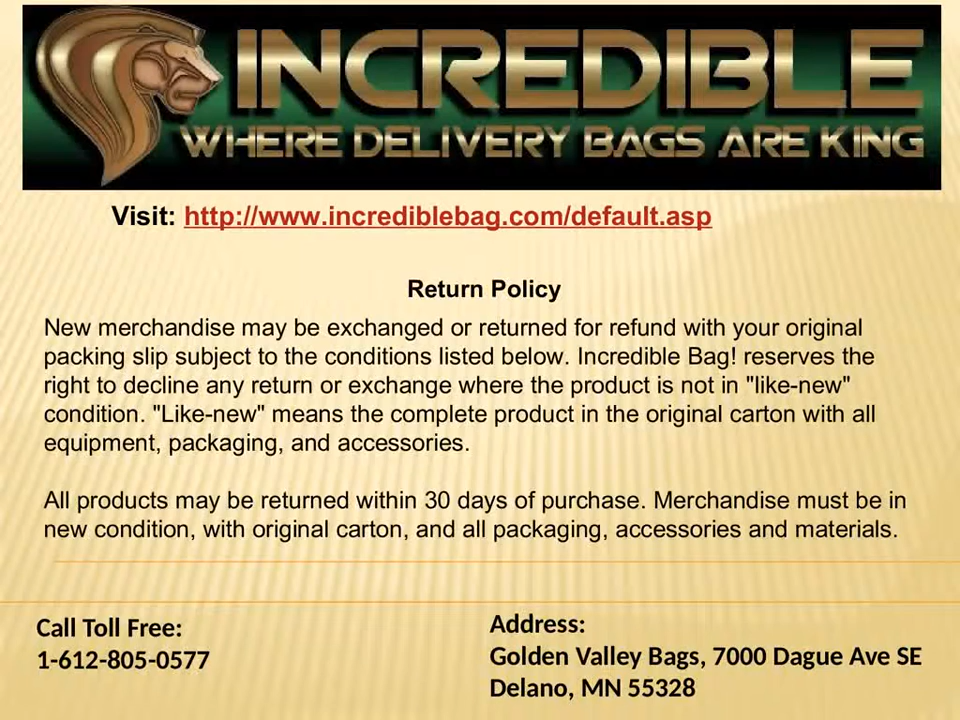 INCREDIBLE
WHERE DELIVERY BAGS ARE KING
Visit: http://www.incrediblebag.com/default.asp
Return Policy
New merchandise may be exchanged or returned for refund with your original
packing slip subject to the conditions listed below. Incredible Bag! reserves the
right to decline any return or exchange where the product is not in "like-new"
condition. "Like-new" means the complete product in the original carton with all
equipment, packaging, and accessories.
All products may be returned within 30 days of purchase. Merchandise must be in
new condition, with original carton, and all packaging, accessories and materials.
Call Toll Free:
1-612-805-0577
Address:
Golden Valley Bags, 7000 Dague Ave SE
Delano, MN 55328